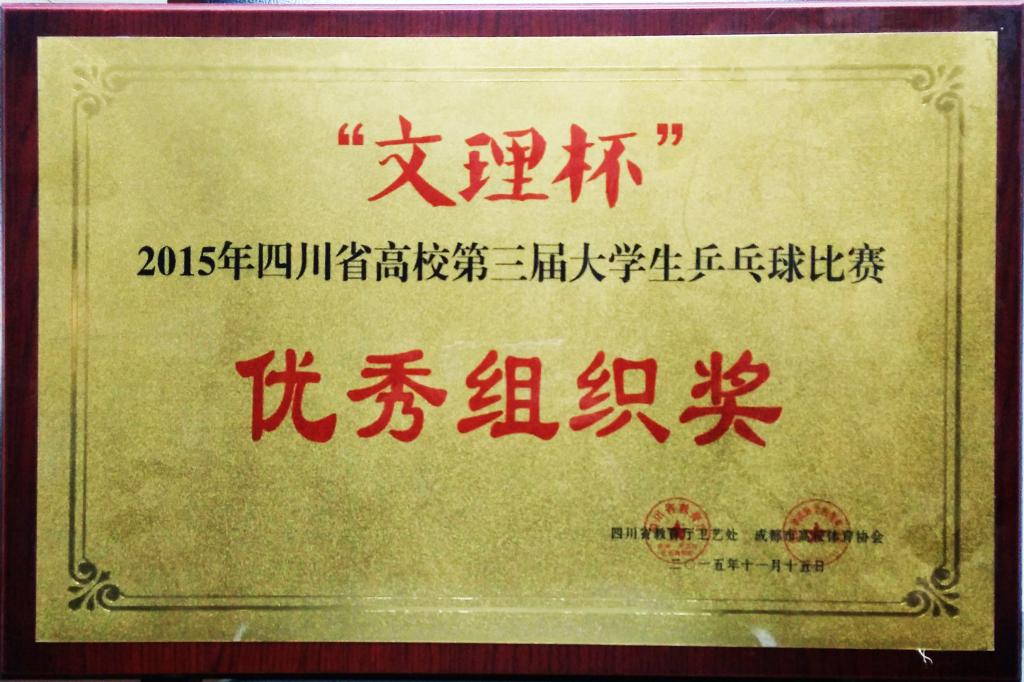 “文理杯”
2015年四川省高校第三届大学生乒乓球比赛
优秀组织奖
四川省教育厅卫艺处 成都市高校体育协会
二〇一五年十一月十五日